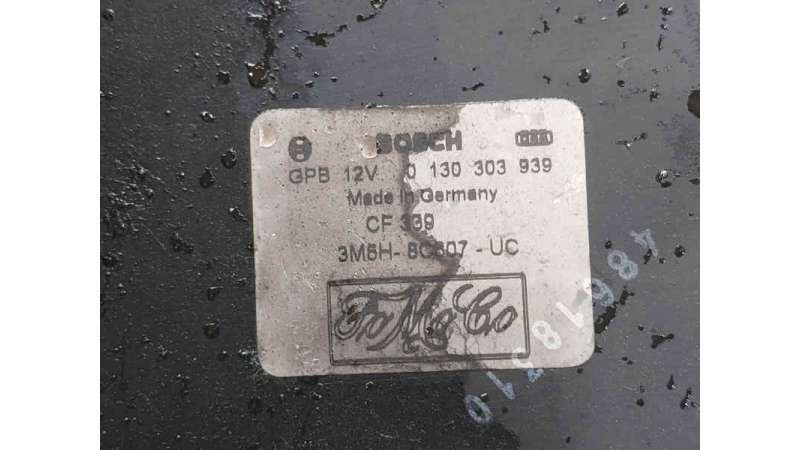 BOSCH
GPB 12V 0 130 303 939
Made in Germany
CF 339
3M5H-8C607-UC
FoMoCo